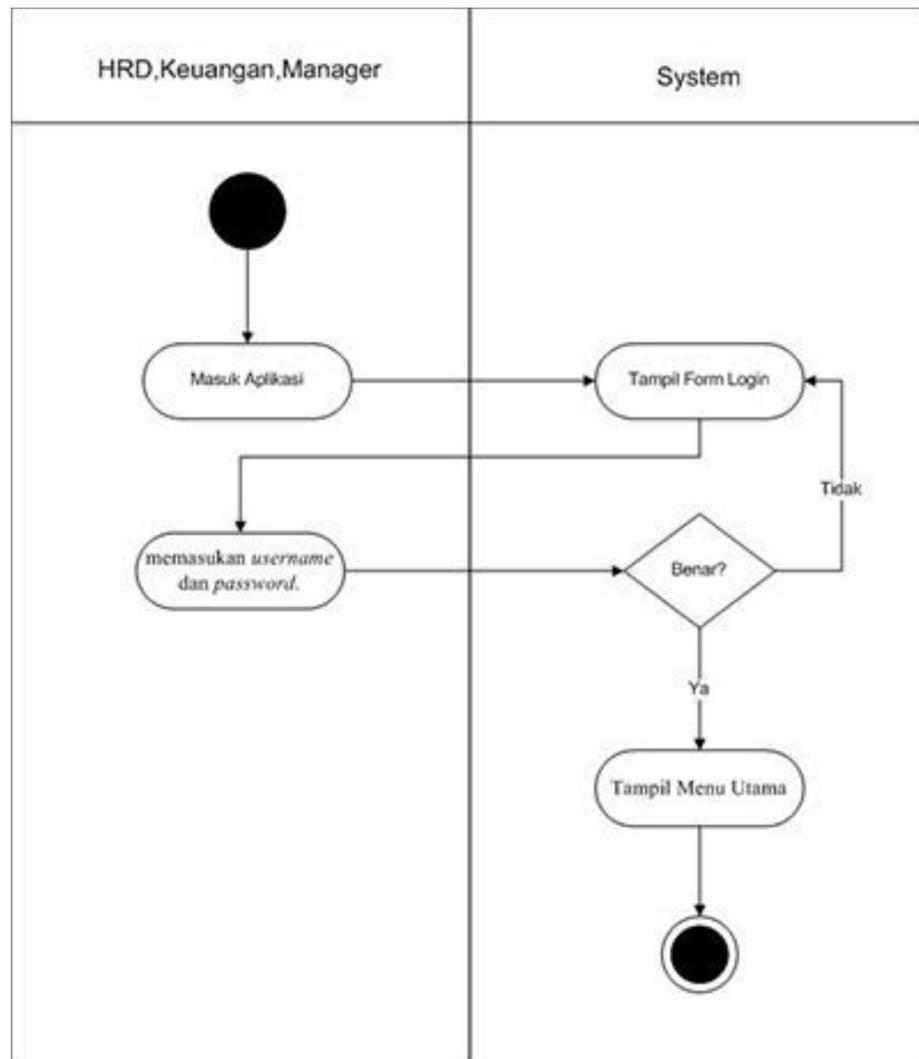 HRD,Keuangan,Manager
System
Masuk Aplikasi
Tampil Form Login
Tidak
memasukan username
dan password.
Benar?
Ya
Tampil Menu Utama